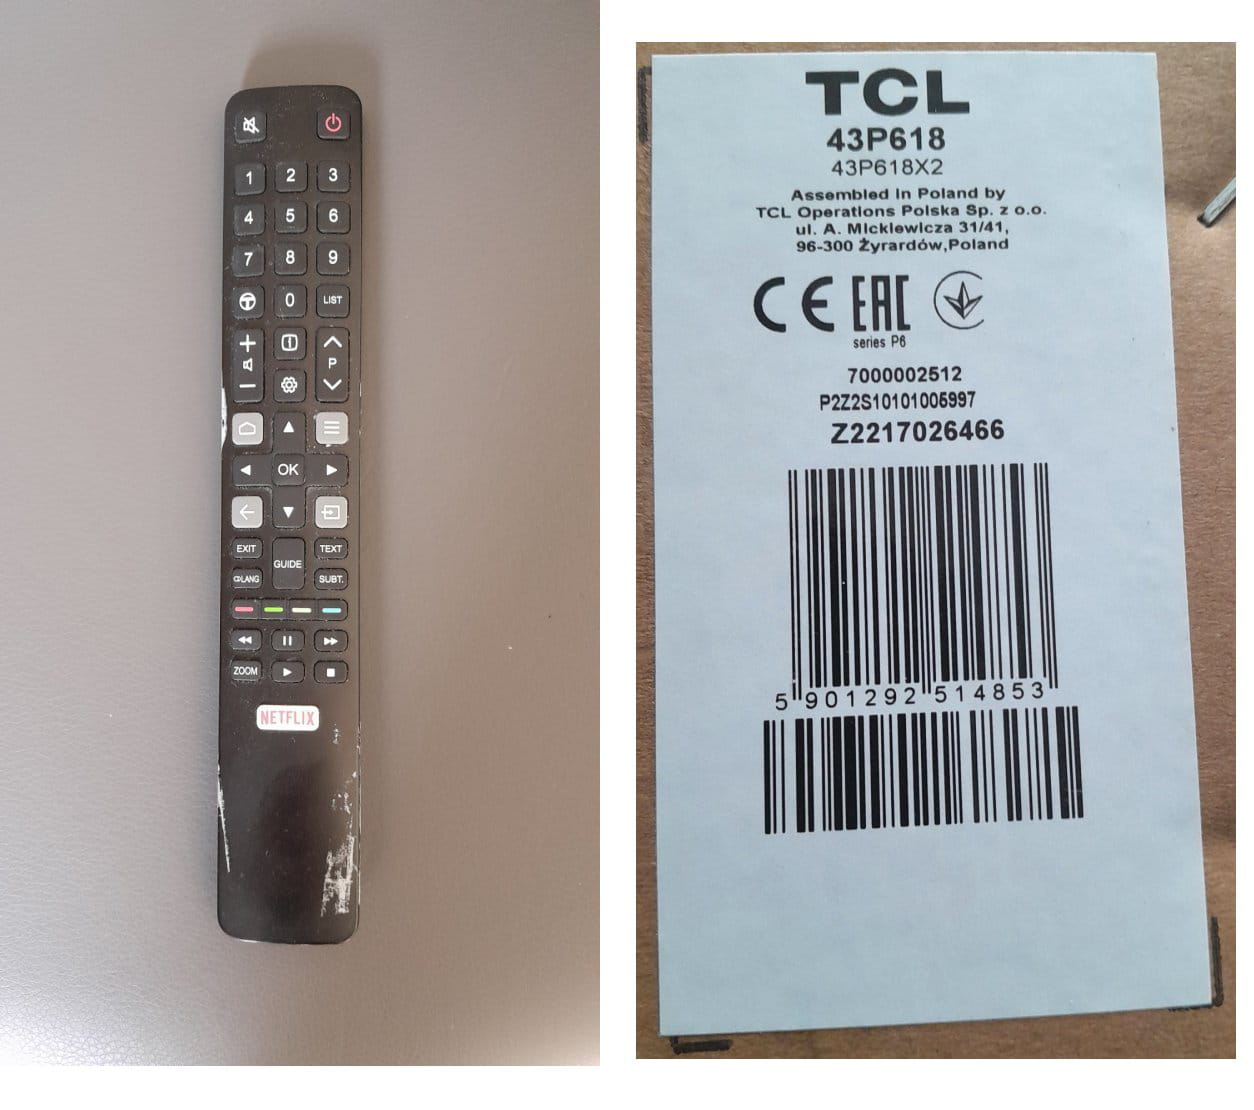 1 2 3
4 5 6
7 8 9
0 LIST
P
OK
EXIT TEXT
GUIDE
LANG SUBT.
ZOOM
NETFLIX
TCL
43P618
43P618X2
Assembled in Poland by
TCL Operations Polska Sp. z o.o.
ul. A. Mickiewicza 31/41,
96-300 Żyrardów,Poland
CE EAC
series P6
7000002512
P2Z2S10101005997
Z2217026466
5 901292 514853